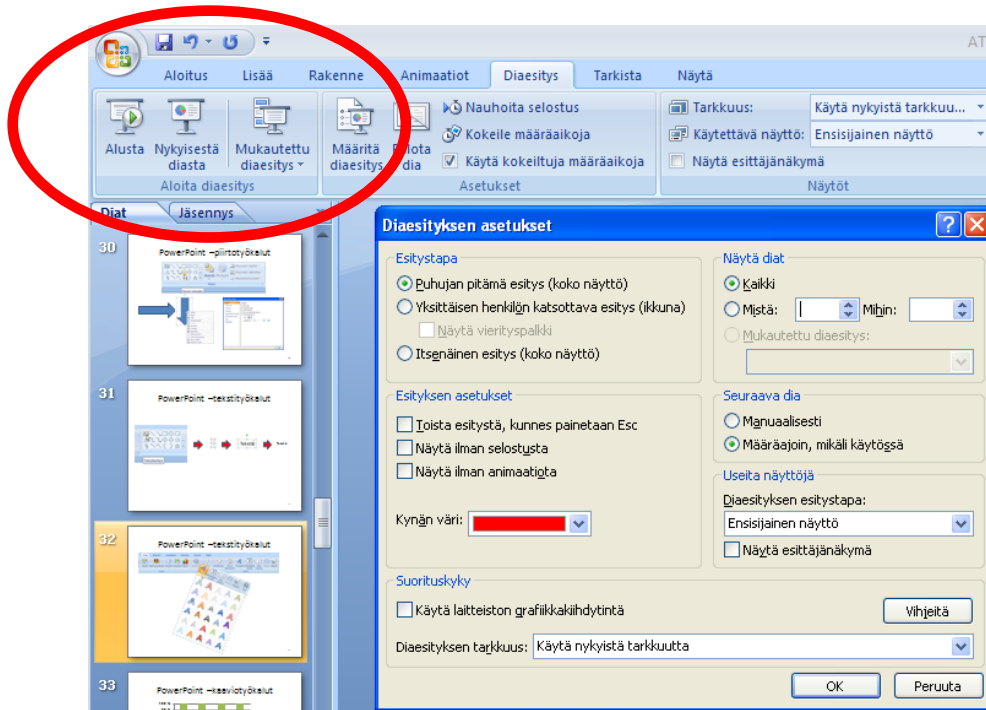 AT
Aloitus Lisää Rakenne Animaatiot Diaesitys Tarkista Näytä
Alusta
Nykyisestä diasta
Mukautettu diaesitys
Aloita diaesitys
Määritä diaesitys
dia
Nauhoita selostus
Kokeile määräaikoja
Käytä kokeiltuja määräaikoja
Asetukset
Tarkkuus: Käytä nykyistä tarkkuu...
Käytettävä näyttö: Ensisijainen näyttö
Näytä esittäjänäkymä
Näytöt
Diat Jäsennys
30
PowerPoint –piirtotyökalut
31
PowerPoint –tekstityökalut
32
PowerPoint –tekstityökalut
33
PowerPoint –kaaviotyökalut
Diaesityksen asetukset
Esitystapa
Puhujan pitämä esitys (koko näyttö)
Yksittäisen henkilön katsottava esitys (ikkuna)
Näytä vierityspalkki
Itsenäinen esitys (koko näyttö)
Näytä diat
Kaikki
Mistä: Mihin:
Mukautettu diaesitys:
Esityksen asetukset
Toista esitystä, kunnes painetaan Esc
Näytä ilman selostusta
Näytä ilman animaatiota
Kynän väri:
Seuraava dia
Manuaalisesti
Määräajoin, mikäli käytössä
Useita näyttöjä
Diaesityksen esitystapa:
Ensisijainen näyttö
Näytä esittäjänäkymä
Suorituskyky
Käytä laitteiston grafiikkakiihdytintä
Vihjeitä
Diaesityksen tarkkuus: Käytä nykyistä tarkkuutta
OK Peruuta